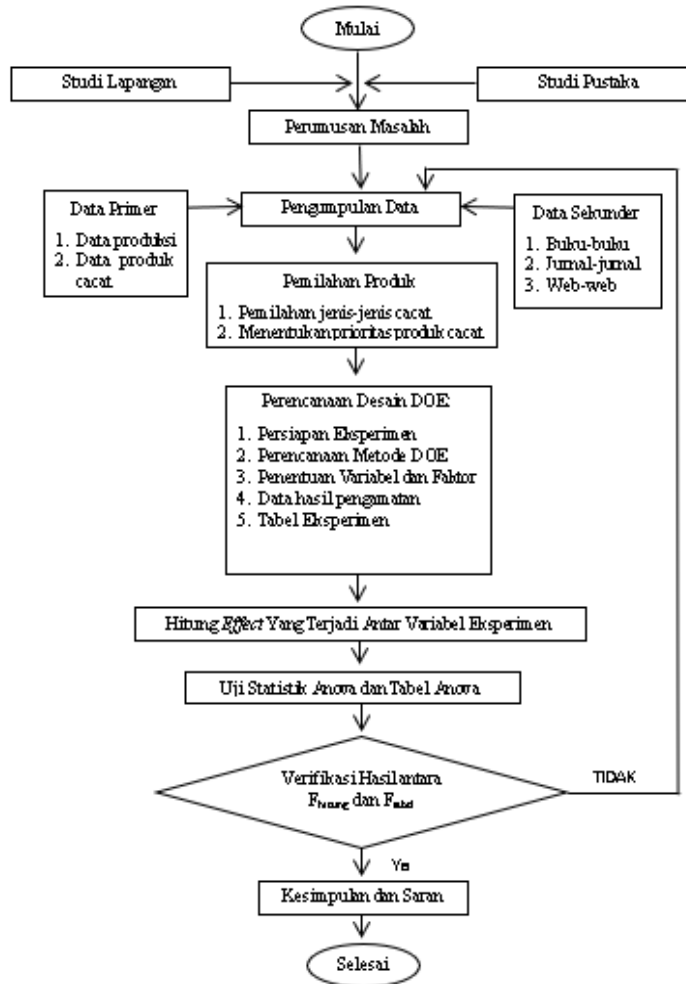 Mulai
Studi Lapangan
Studi Pustaka
Perumusan Masalah
Data Primer
1. Data produksi
2. Data produk
cacat
Pengumpulan Data
Data Sekunder
1. Buku-buku
2. Jurnal-jurnal
3. Web-web
Pemilahan Produk
1. Pemilahan jenis-jenis cacat
2. Menentukan prioritas produk cacat
Perencanaan Desain DOE:
1. Persiapan Eksperimen
2. Perencanaan Metode DOE
3. Penentuan Variabel dan Faktor
4. Data hasil pengamatan
5. Tabel Eksperimen
Hitung Effect Yang Terjadi Antar Variabel Eksperimen
Uji Statistik Anova dan Tabel Anova
Verifikasi Hasil antara
Fhitung dan Ftabel
TIDAK
Ya
Kesimpulan dan Saran
Selesai